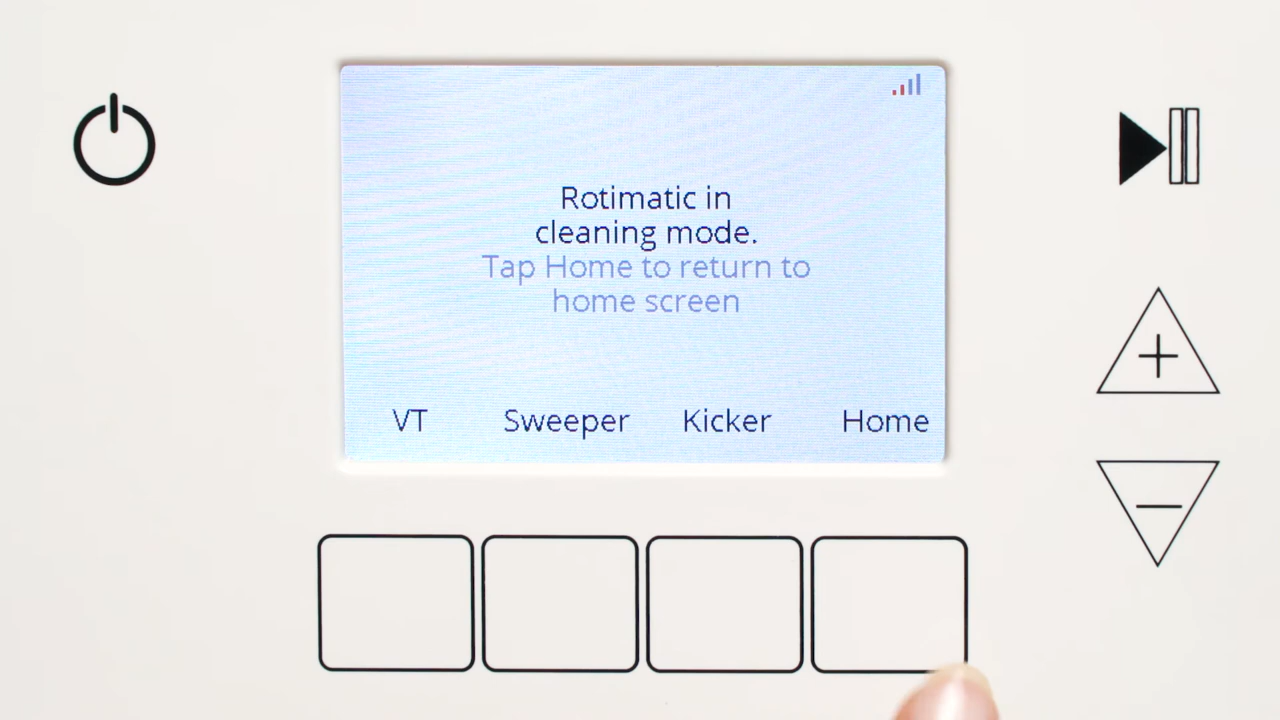 Rotimatic in
cleaning mode.
Tap Home to return to
home screen
VT Sweeper Kicker Home